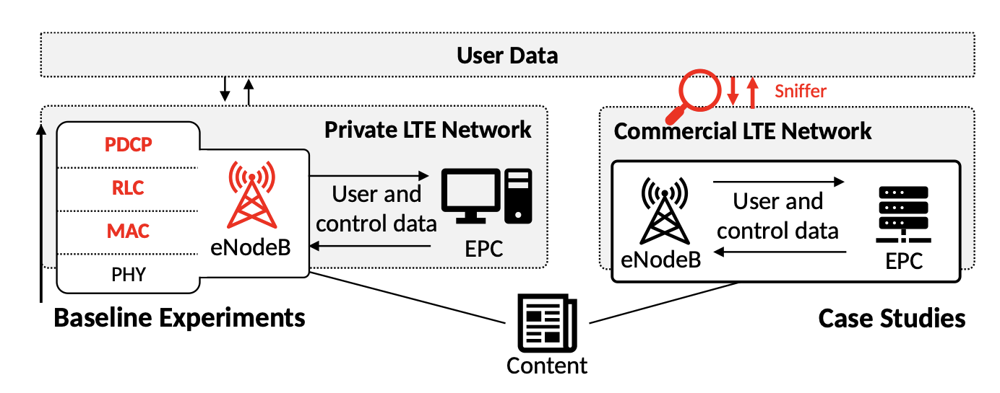 User Data
Sniffer
Private LTE Network
Commercial LTE Network
PDCP
RLC
MAC
PHY
eNodeB
User and
control data
EPC
eNodeB
User and
control data
EPC
Baseline Experiments
Case Studies
Content